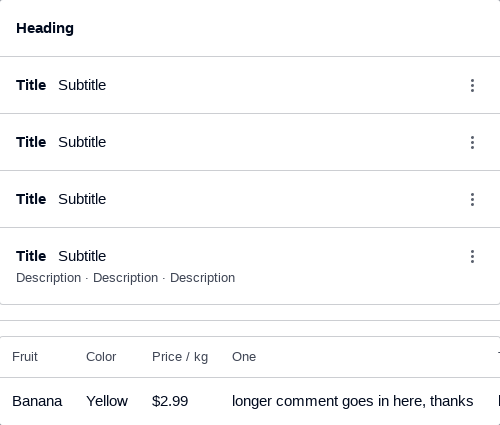 Heading
Title Subtitle
Title Subtitle
Title Subtitle
Title Subtitle
Description · Description · Description
Fruit Color Price / kg One
Banana Yellow $2.99 longer comment goes in here, thanks